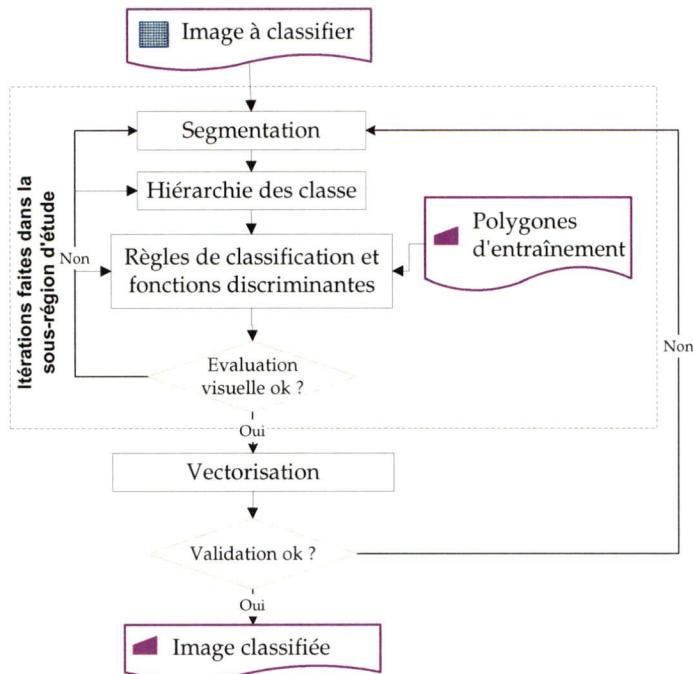 Image à classifier
Segmentation
Hiérarchie des classe
Itérations faites dans la
sous-région d'étude
Non
Règles de classification et
fonctions discriminantes
Polygones
d'entraînement
Evaluation
visuelle ok ?
Non
Oui
Vectorisation
Validation ok ?
Oui
Image classifiée